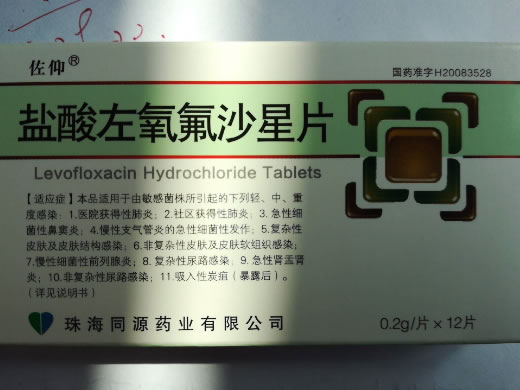 佐仰®
国药准字H20083528
盐酸左氧氟沙星片
Levofloxacin Hydrochloride Tablets
【适应症】本品适用于由敏感菌株所引起的下列轻、中、重
度感染：1.医院获得性肺炎；2.社区获得性肺炎；3.急性细
菌性鼻窦炎；4.慢性支气管炎的急性细菌性发作；5.复杂性
皮肤及皮肤结构感染；6.非复杂性皮肤及皮肤软组织感染；
7.慢性细菌性前列腺炎；8.复杂性尿路感染；9.急性肾盂肾
炎；10.非复杂性尿路感染；11.吸入性炭疽（暴露后）。
（详见说明书）
珠海同源药业有限公司
0.2g/片×12片